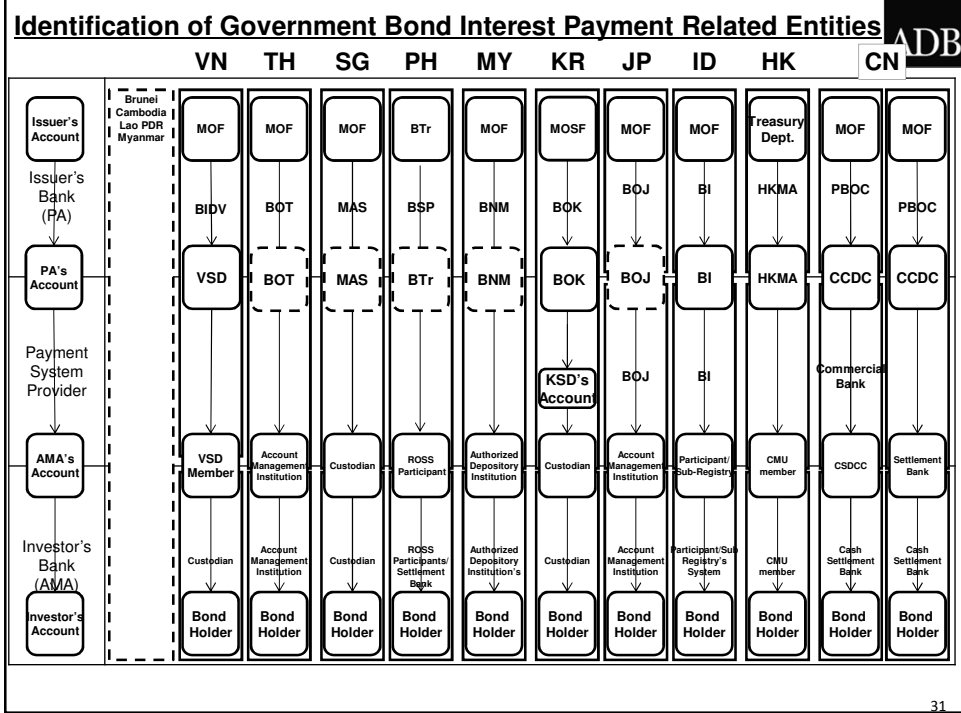 Identification of Government Bond Interest Payment Related Entities
ADB
VN TH SG PH MY KR JP ID HK CN
Issuer's
Account
Brunei
Cambodia
Lao PDR
Myanmar
MOF MOF MOF BTr MOF MOSF MOF MOF Treasury
Dept. MOF MOF
Issuer's
Bank
(PA)
BIDV BOT MAS BSP BNM BOK BOJ BI HKMA PBOC PBOC
PA's
Account
VSD BOT MAS BTr BNM BOK BOJ BI HKMA CCDC CCDC
Payment
System
Provider
KSD's
Account
BOJ BI Commercial
Bank
AMA's
Account
VSD
Member
Account
Management
Institution
Custodian
ROSS
Participant
Authorized
Depository
Institution
Custodian
Account
Management
Institution
Participant/
Sub-Registry
CMU
member
CSDCC
Settlement
Bank
Investor's
Bank
(AMA)
Custodian
Account
Management
Institution
Custodian
ROSS
Participants/
Settlement
Bank
Authorized
Depository
Institution's
Custodian
Account
Management
Institution
Participant/Sub
Registry's
System
CMU
member
Cash
Settlement
Bank
Cash
Settlement
Bank
Investor's
Account
Bond
Holder
Bond
Holder
Bond
Holder
Bond
Holder
Bond
Holder
Bond
Holder
Bond
Holder
Bond
Holder
Bond
Holder
Bond
Holder
Bond
Holder
31